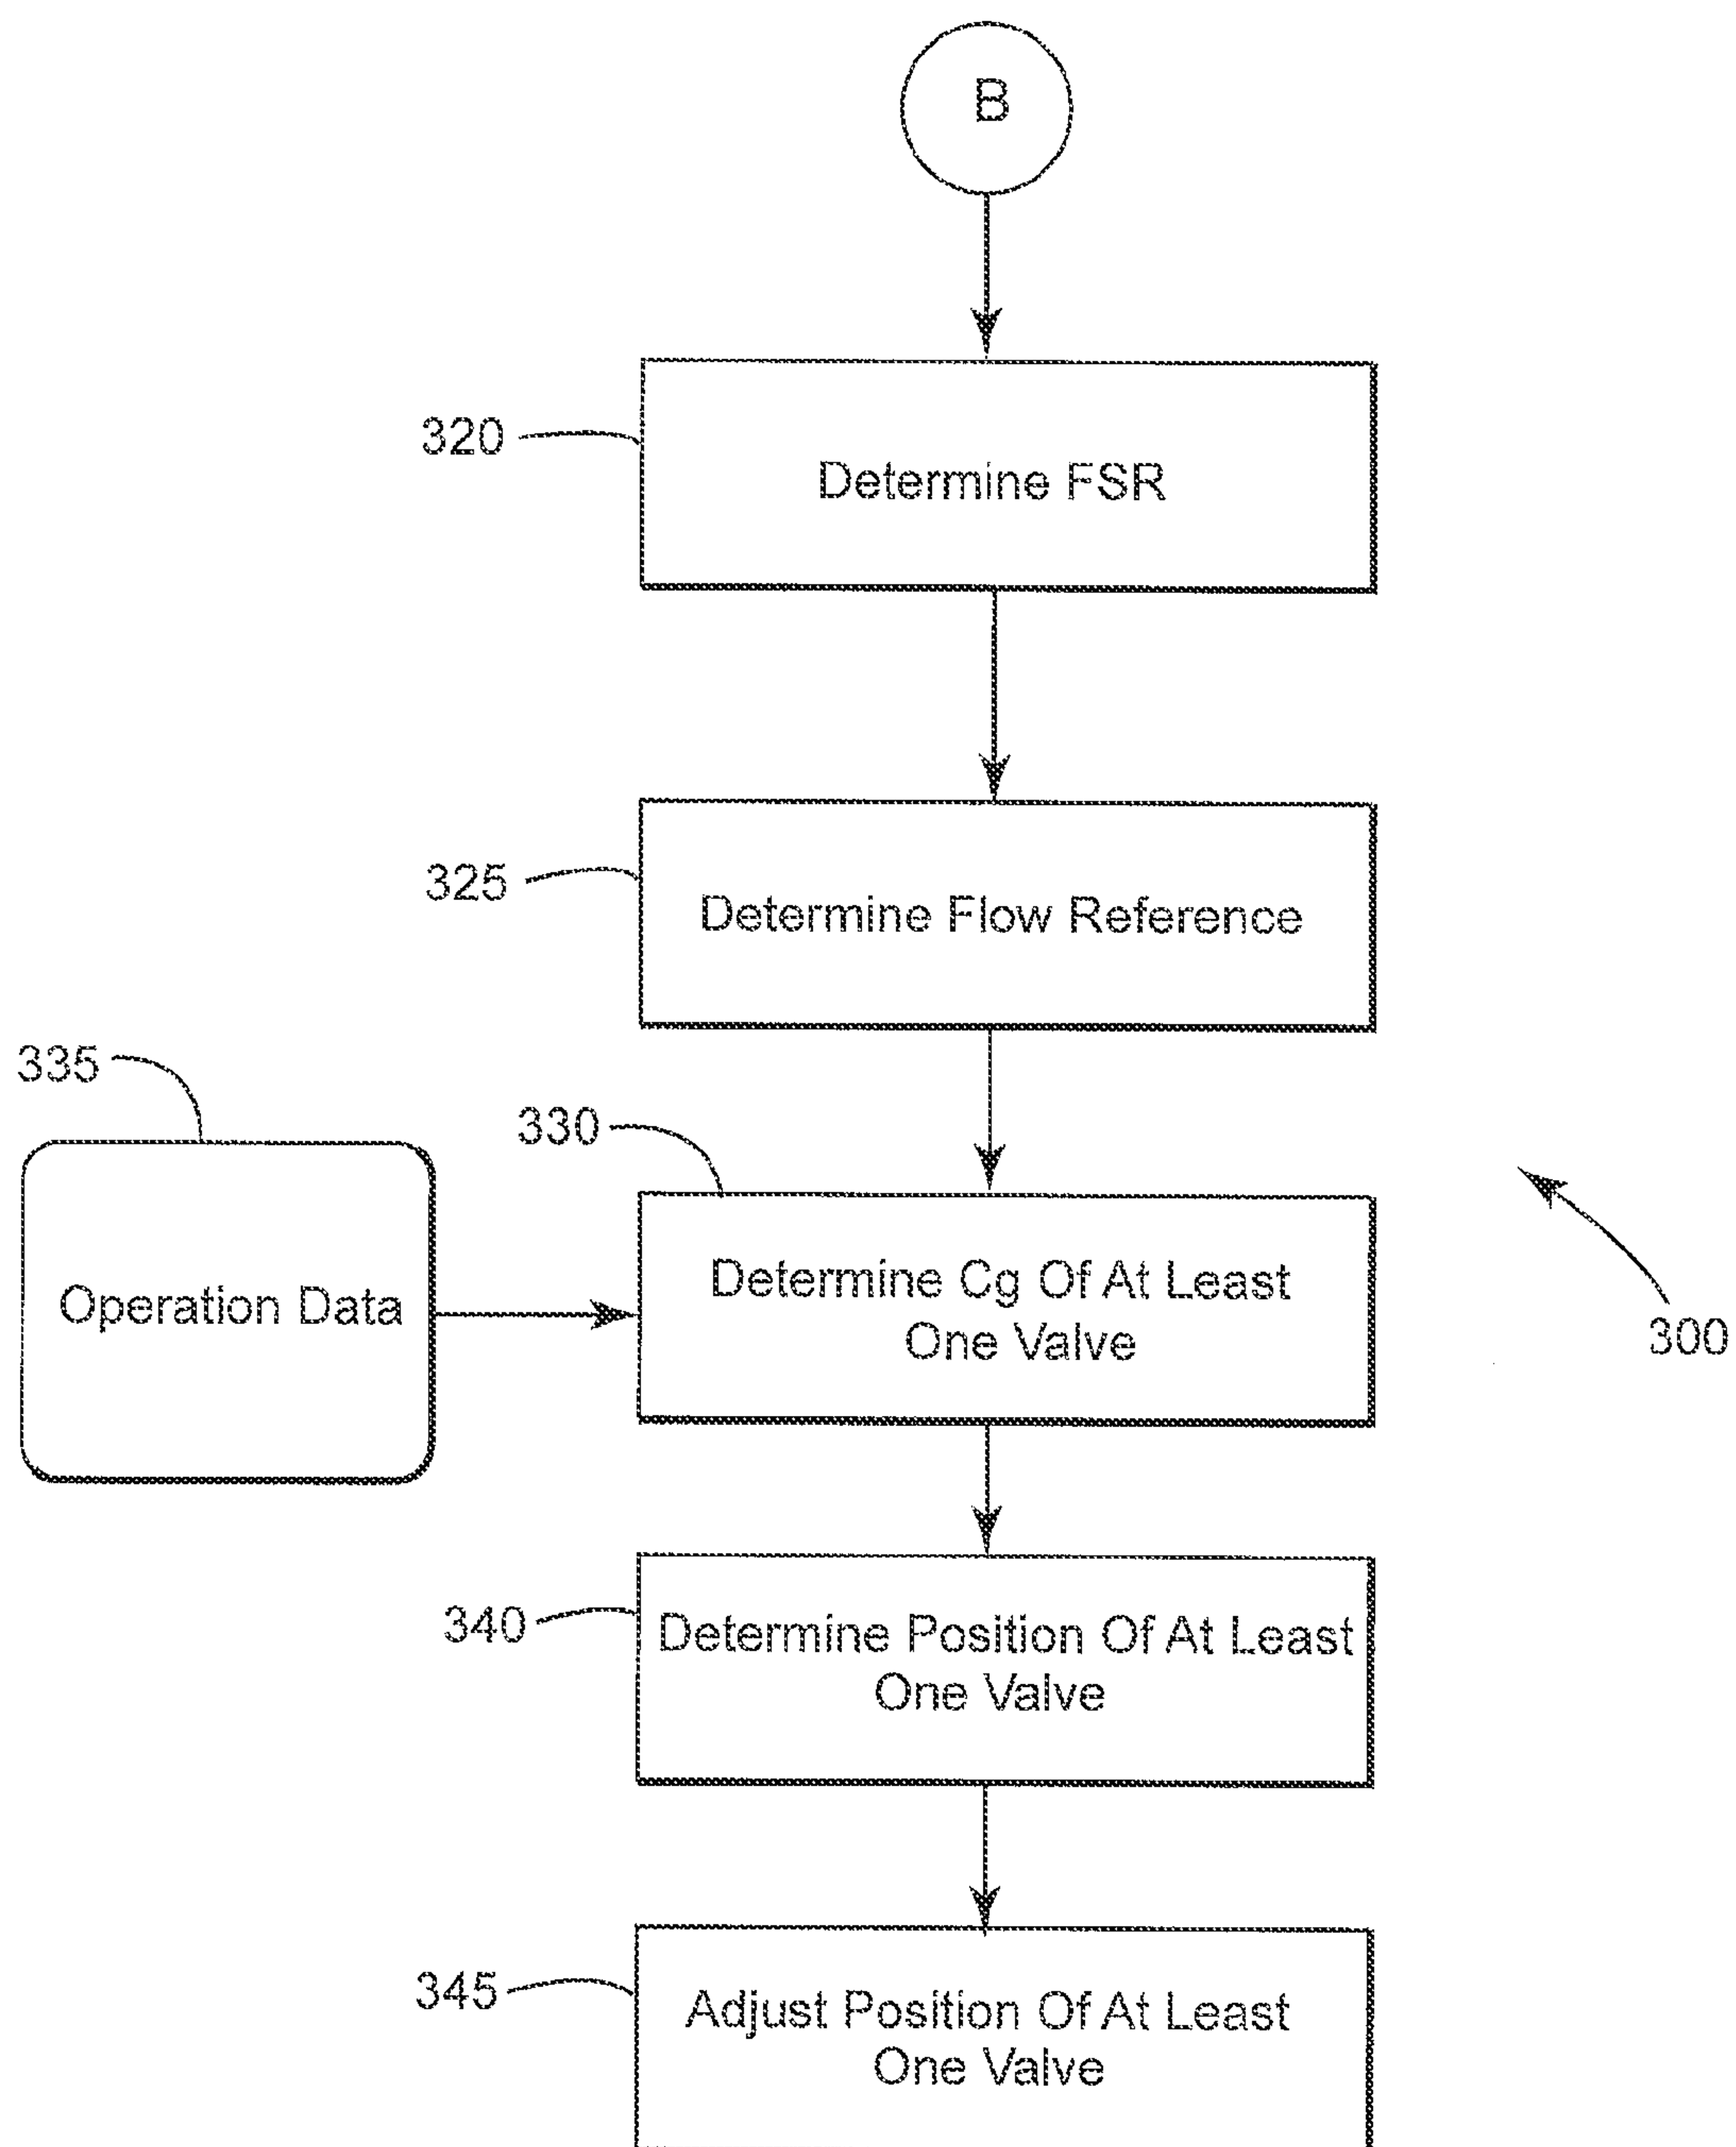 B
320
Determine FSR
325
Determine Flow Reference
335
330
Operation Data
Determine Cg Of At Least
One Valve
300
340
Determine Position Of At Least
One Valve
345
Adjust Position Of At Least
One Valve